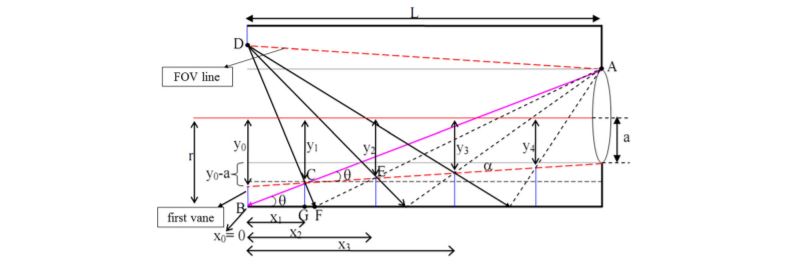 L
D
FOV line
A
r
y₀
y₁
y₂
y₃
y₄
a
y₀-a
C
θ
E
α
first vane
B
θ
G F
x₁
x₀= 0
x₂
x₃